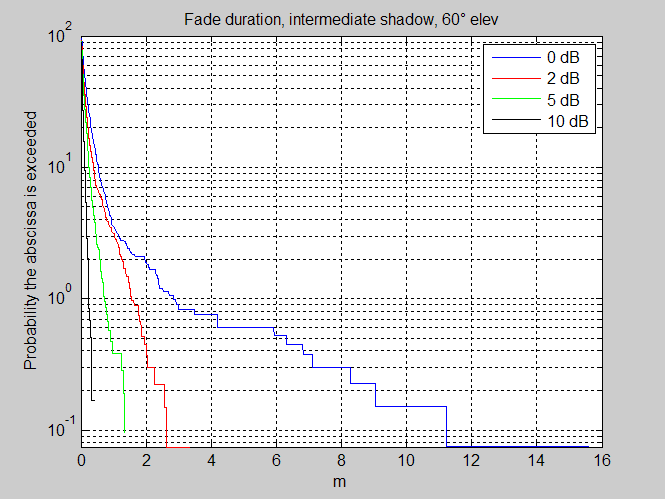 Fade duration, intermediate shadow, 60° elev
Probability the abscissa is exceeded
10^2
10^1
10^0
10^-1
0 dB
2 dB
5 dB
10 dB
0 2 4 6 8 10 12 14 16
m